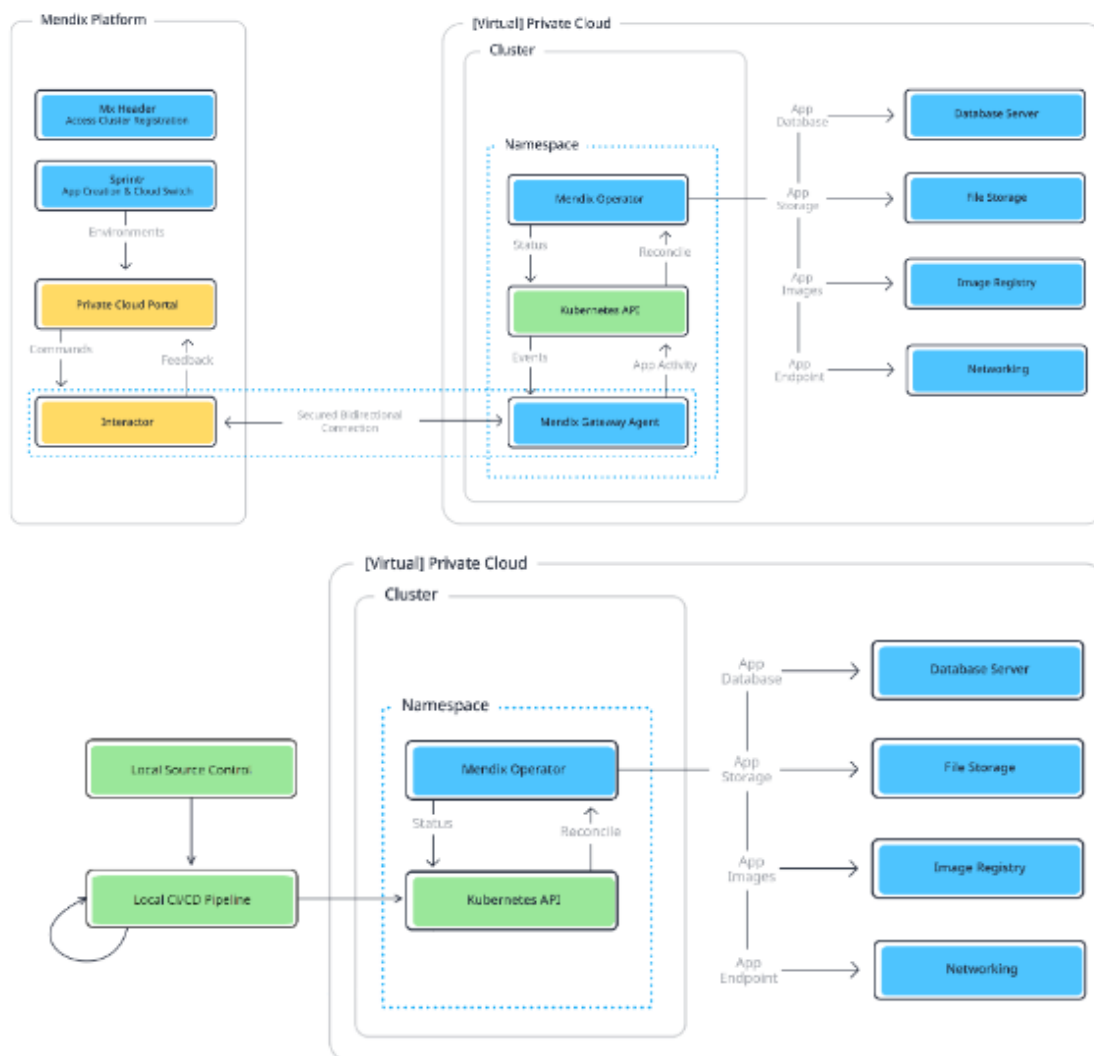 Mendix Platform
Mx Header
Access Cluster Registration
Sprintr
App Creation & Cloud Switch
Environments
Private Cloud Portal
Commands
Feedback
Interactor
Secured Bidirectional
Connection
[Virtual] Private Cloud
Cluster
Namespace
Mendix Operator
Status
Reconcile
Kubernetes API
Events
App Activity
Mendix Gateway Agent
App
Database
Database Server
App
Storage
File Storage
App
Images
Image Registry
App
Endpoint
Networking
[Virtual] Private Cloud
Cluster
Namespace
Local Source Control
Local CI/CD Pipeline
Mendix Operator
Status
Reconcile
Kubernetes API
App
Database
Database Server
App
Storage
File Storage
App
Images
Image Registry
App
Endpoint
Networking